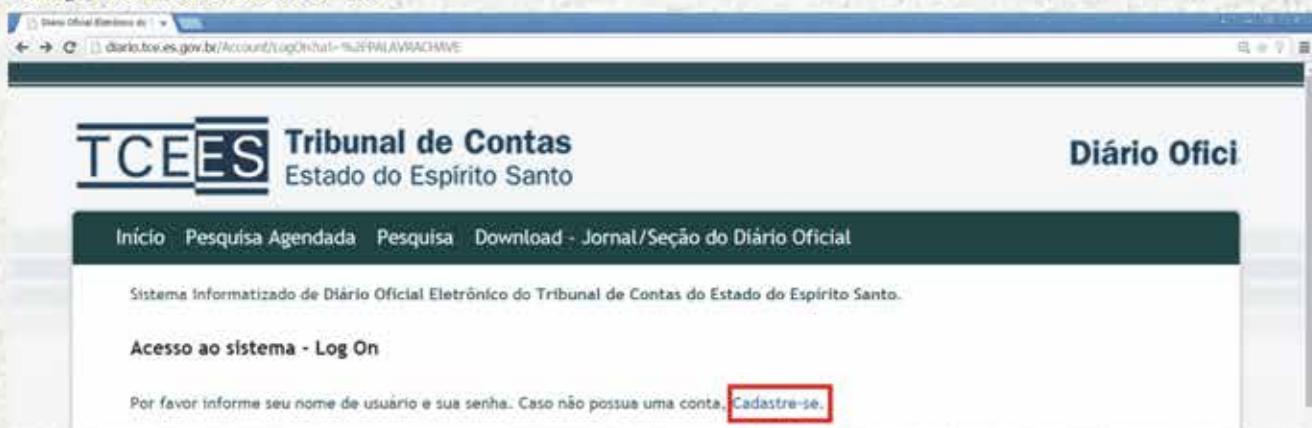 Diário Oficial Eletrônico do
diario.tce.es.gov.br/Account/LogOn
TCEES Tribunal de Contas
Estado do Espírito Santo
Diário Ofici
Início Pesquisa Agendada Pesquisa Download - Jornal/Seção do Diário Oficial
Sistema Informatizado de Diário Oficial Eletrônico do Tribunal de Contas do Estado do Espírito Santo.
Acesso ao sistema - Log On
Por favor informe seu nome de usuário e sua senha. Caso não possua uma conta, Cadastre-se.